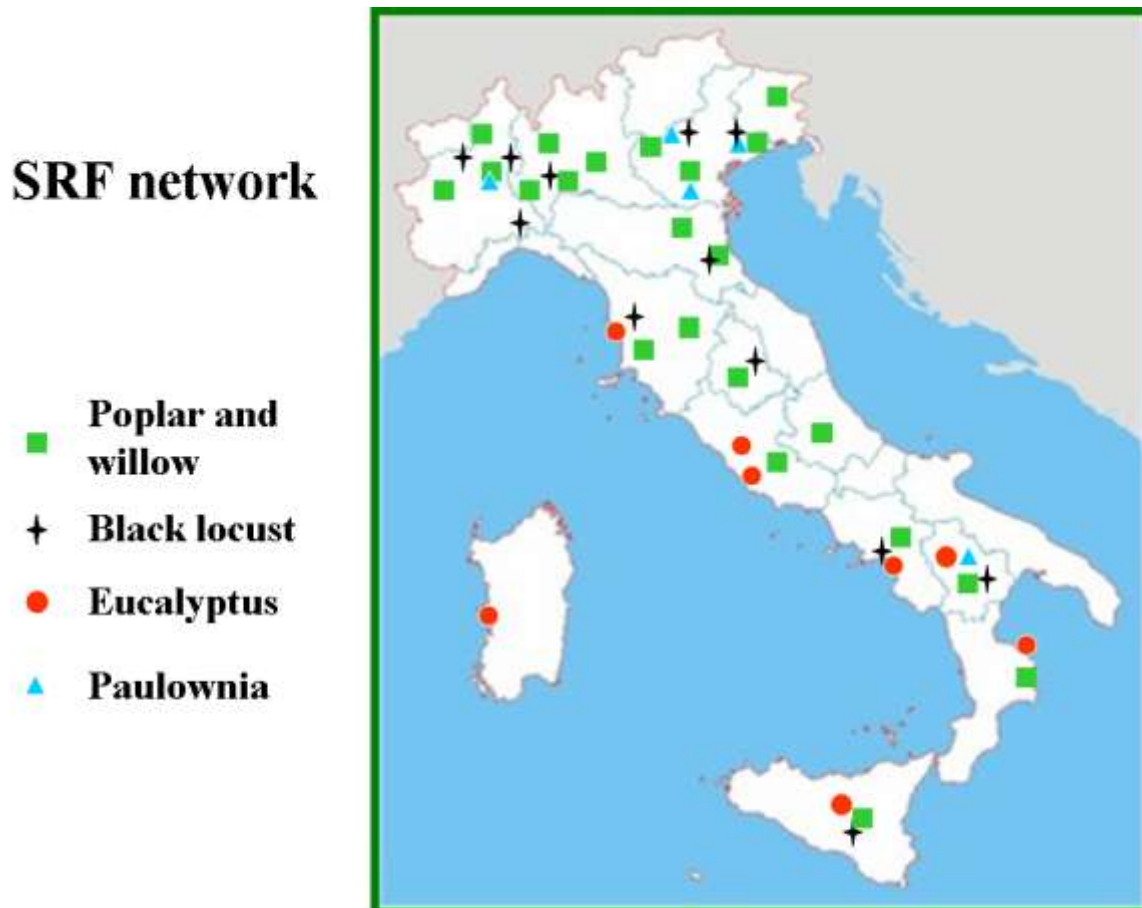 SRF network
Poplar and
willow
Black locust
Eucalyptus
Paulownia